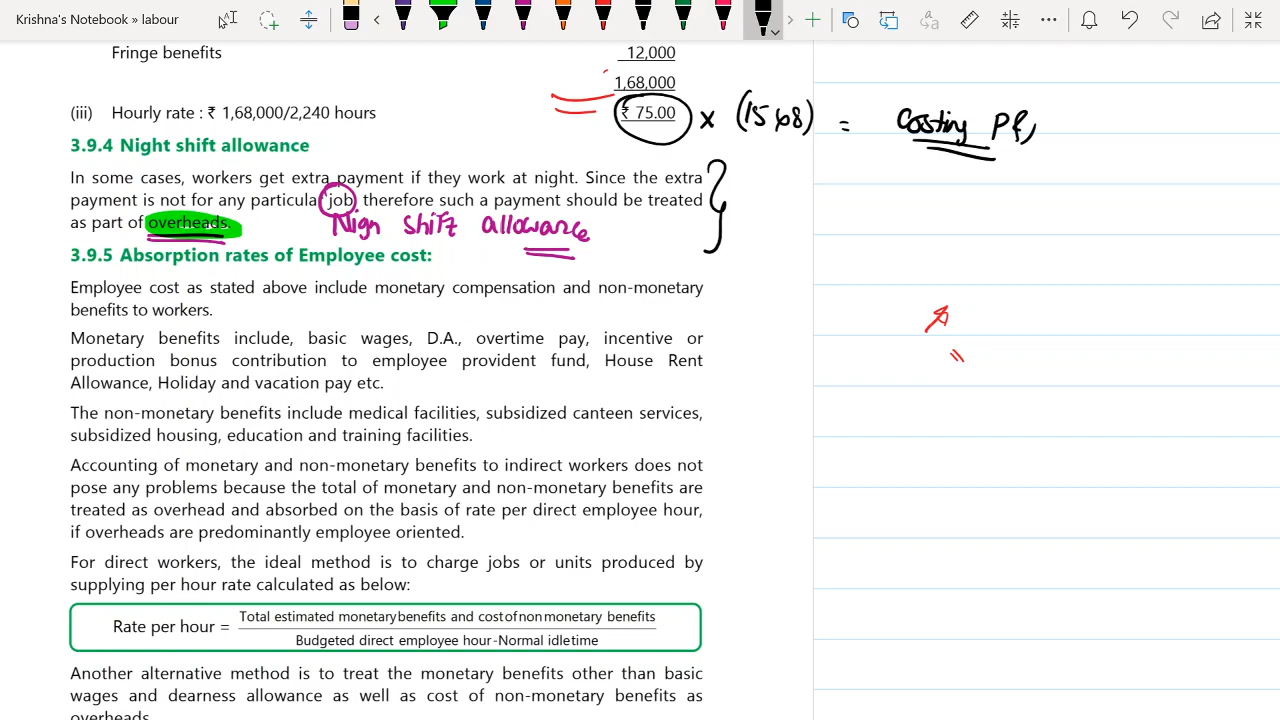 Krishna's Notebook » labour
Fringe benefits 12,000
1,68,000
(iii) Hourly rate : ₹ 1,68,000/2,240 hours ₹ 75.00 × (1568) = Costing P&L
3.9.4 Night shift allowance
In some cases, workers get extra payment if they work at night. Since the extra
payment is not for any particular job, therefore such a payment should be treated
as part of overheads. Nign shift allowance
3.9.5 Absorption rates of Employee cost:
Employee cost as stated above include monetary compensation and non-monetary
benefits to workers.
Monetary benefits include, basic wages, D.A., overtime pay, incentive or
production bonus contribution to employee provident fund, House Rent
Allowance, Holiday and vacation pay etc.
The non-monetary benefits include medical facilities, subsidized canteen services,
subsidized housing, education and training facilities.
Accounting of monetary and non-monetary benefits to indirect workers does not
pose any problems because the total of monetary and non-monetary benefits are
treated as overhead and absorbed on the basis of rate per direct employee hour,
if overheads are predominantly employee oriented.
For direct workers, the ideal method is to charge jobs or units produced by
supplying per hour rate calculated as below:
Total estimated monetary benefits and cost of non monetary benefits
Rate per hour =
Budgeted direct employee hour-Normal idle time
Another alternative method is to treat the monetary benefits other than basic
wages and dearness allowance as well as cost of non-monetary benefits as
overheads.